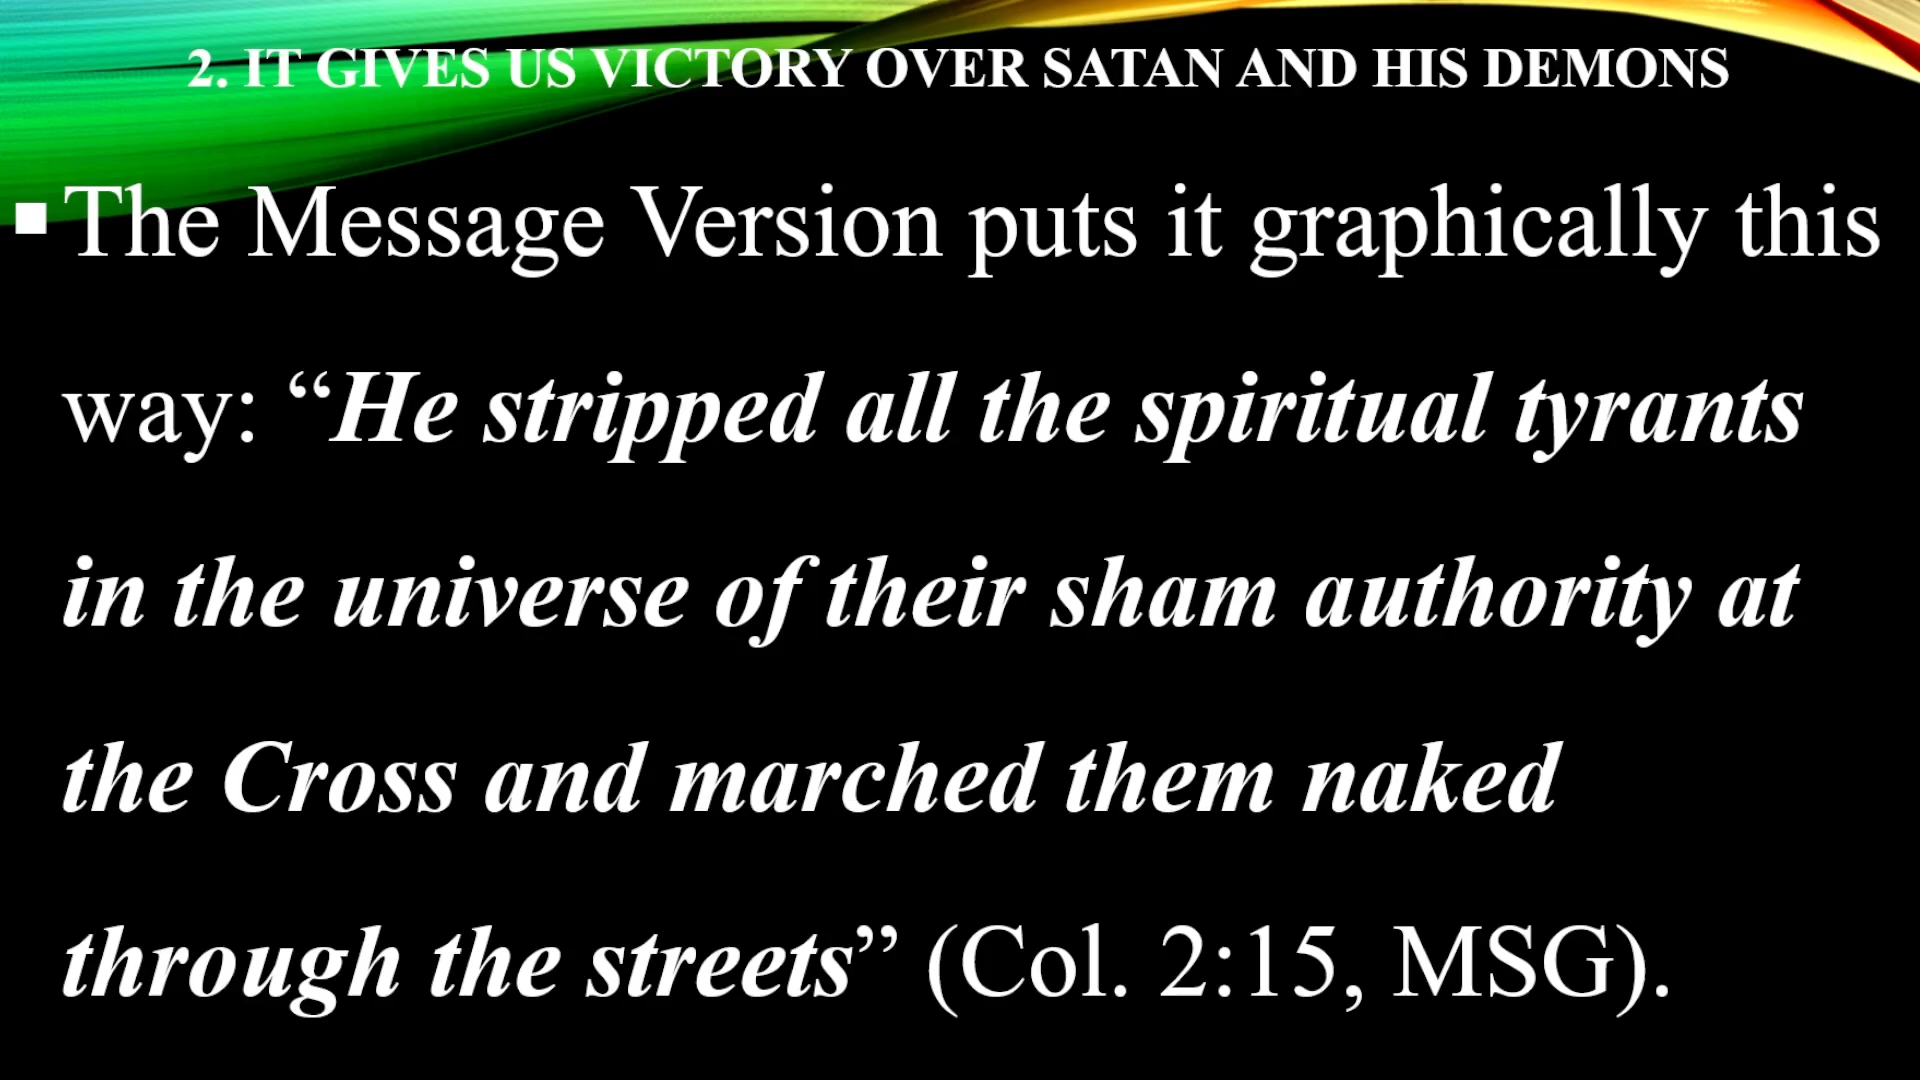 2. IT GIVES US VICTORY OVER SATAN AND HIS DEMONS
▪The Message Version puts it graphically this
way: “He stripped all the spiritual tyrants
in the universe of their sham authority at
the Cross and marched them naked
through the streets” (Col. 2:15, MSG).